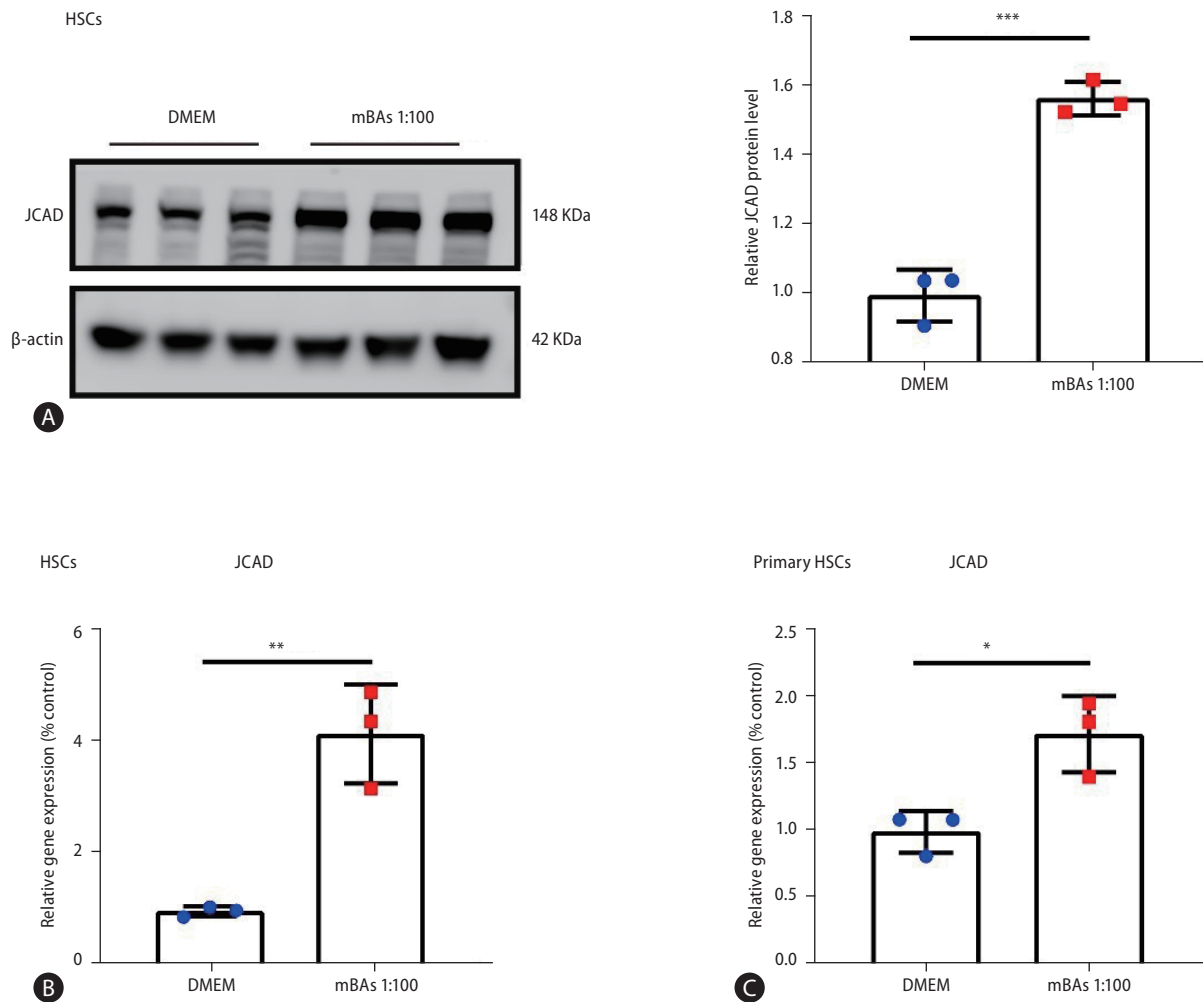 HSCs
DMEM
mBAs 1:100
JCAD
148 KDa
β-actin
42 KDa
A
***
Relative JCAD protein level
1.8
1.6
1.4
1.2
1.0
0.8
DMEM
mBAs 1:100
HSCs
JCAD
**
Relative gene expression (% control)
6
4
2
0
DMEM
mBAs 1:100
B
Primary HSCs
JCAD
*
Relative gene expression (% control)
2.5
2.0
1.5
1.0
0.5
0.0
DMEM
mBAs 1:100
C